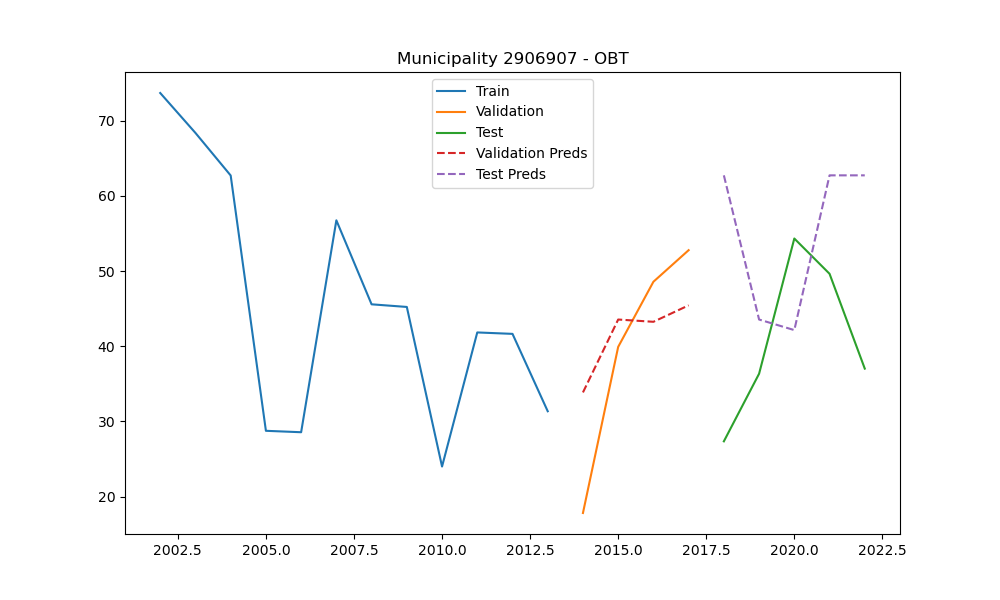 Municipality 2906907 - OBT
Train
Validation
Test
Validation Preds
Test Preds
70
60
50
40
30
20
2002.5 2005.0 2007.5 2010.0 2012.5 2015.0 2017.5 2020.0 2022.5